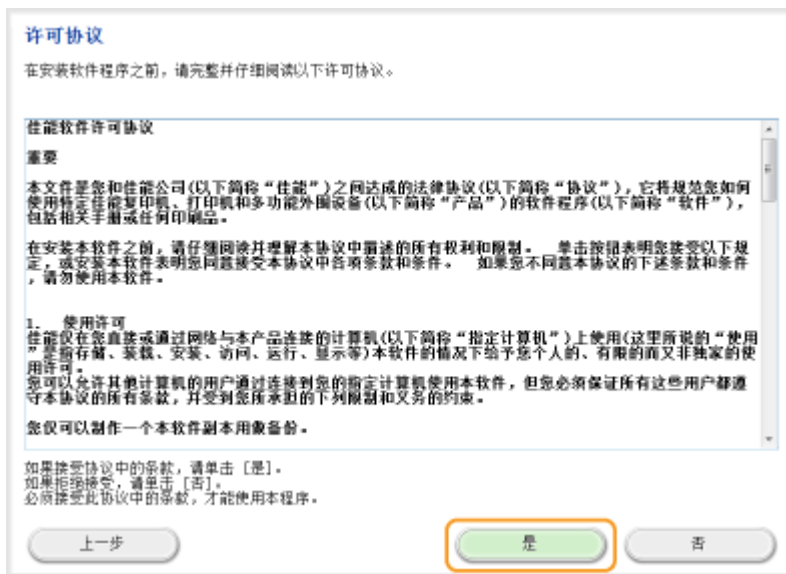 许可协议
在安装软件程序之前，请完整并仔细阅读以下许可协议。
佳能软件许可协议
重要
本文件是您和佳能公司(以下简称“佳能”)之间达成的法律协议(以下简称“协议”)，它将规范您如何
使用特定佳能复印机、打印机和多功能外围设备(以下简称“产品”)的软件程序(以下简称“软件”)，
包括相关手册或任何印刷品。
在安装本软件之前，请仔细阅读并理解本协议中描述的所有权利和限制。 单击按钮表明您接受以下规
定，或安装本软件表明您同意接受本协议中各项条款和条件。 如果您不同意本协议的下述条款和条件
，请勿使用本软件。
1. 使用许可
佳能仅在您直接或通过网络与本产品连接的计算机(以下简称“指定计算机”)上使用(这里所说的“使用
”是指存储、装载、安装、访问、运行、显示等)本软件的情况下给予您个人的、有限的而又非独家的使
用许可。
您可以允许其他计算机的用户通过连接到您的指定计算机使用本软件，但您必须保证所有这些用户都遵
守本协议的所有条款，并受到您所承担的下列限制和义务的约束。
您仅可以制作一个本软件副本用做备份。
如果接受协议中的条款，请单击 [是]。
如果拒绝接受，请单击 [否]。
必须接受此协议中的条款，才能使用本程序。
上一步 是 否